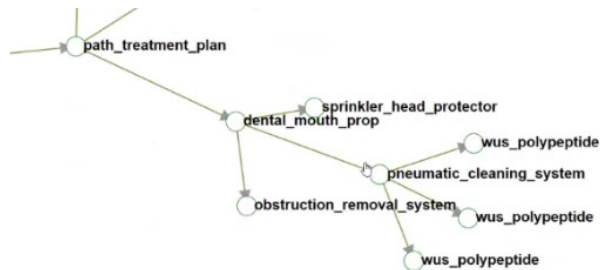 path_treatment_plan
sprinkler_head_protector
dental_mouth_prop
wus_polypeptide
pneumatic_cleaning_system
obstruction_removal_system
wus_polypeptide
wus_polypeptide